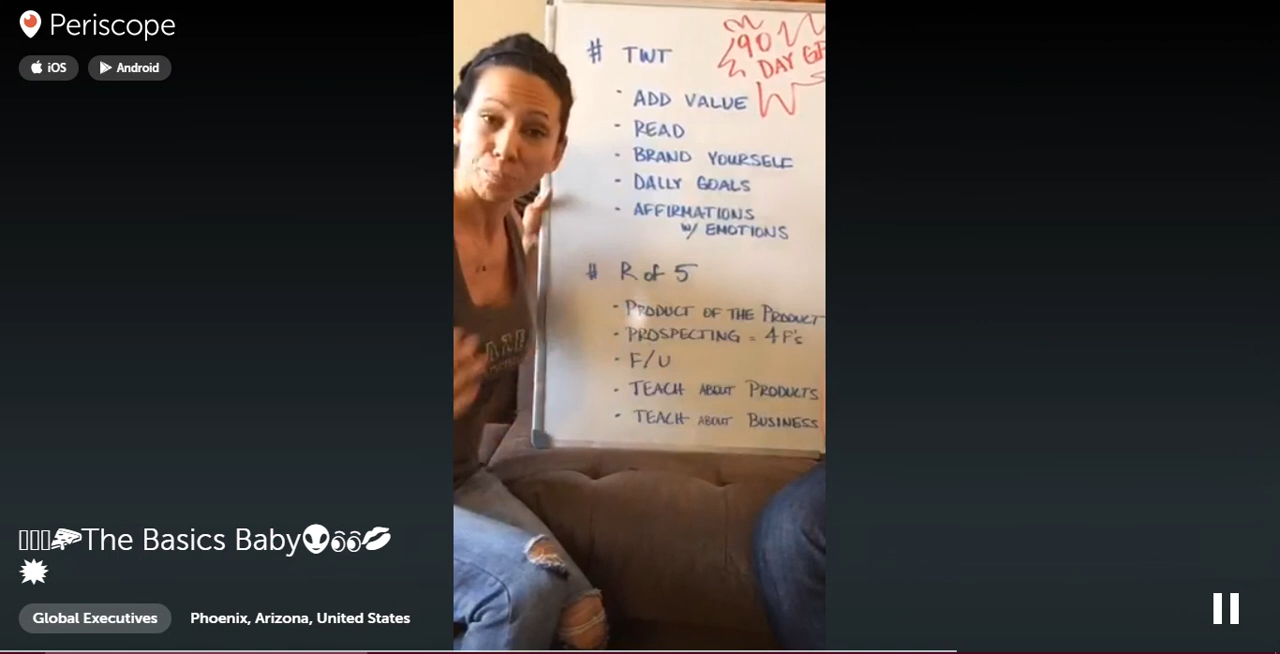 Periscope
iOS
Android
# TWT
90
DAY
- ADD VALUE
- READ
- BRAND YOURSELF
- DAILY GOALS
- AFFIRMATIONS
w/ EMOTIONS
# R of 5
- PRODUCT OF THE PRODUCT
- PROSPECTING = 4 F's
- F/U
- TEACH ABOUT PRODUCTS
- TEACH ABOUT BUSINESS
The Basics Baby
Global Executives
Phoenix, Arizona, United States